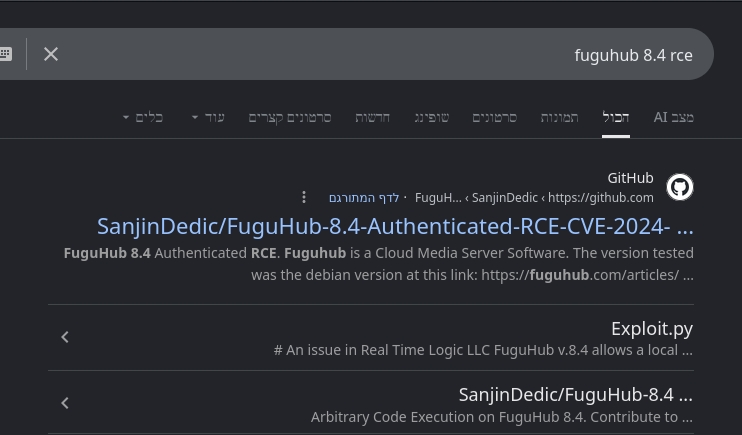 fuguhub 8.4 rce
מצב AI הכול תמונות סרטונים שופינג חדשות סרטונים קצרים עוד כלים
GitHub
https://github.com › SanjinDedic › FuguH... · לדף המתורגם
SanjinDedic/FuguHub-8.4-Authenticated-RCE-CVE-2024- ...
FuguHub 8.4 Authenticated RCE. Fuguhub is a Cloud Media Server Software. The version tested
was the debian version at this link: https://fuguhub.com/articles/ ...
Exploit.py
# An issue in Real Time Logic LLC FuguHub v.8.4 allows a local ...
SanjinDedic/FuguHub-8.4 ...
Arbitrary Code Execution on FuguHub 8.4. Contribute to ...